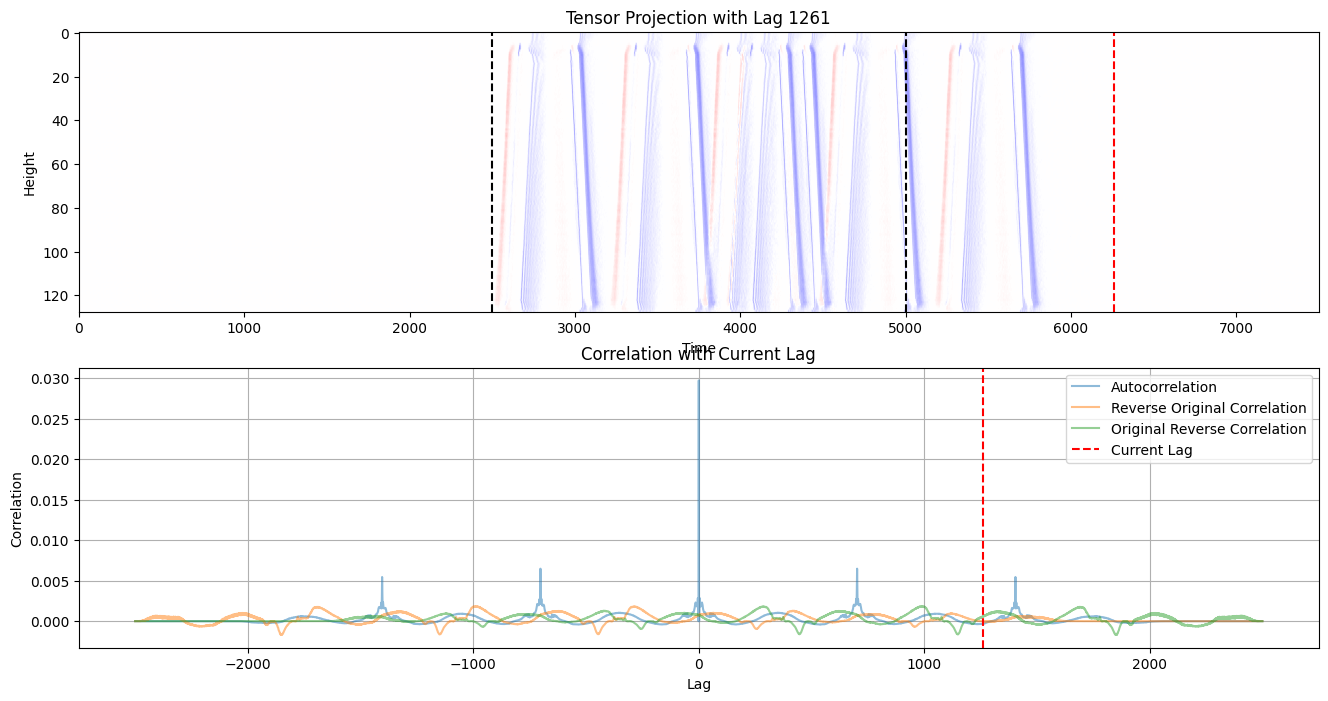 Tensor Projection with Lag 1261
Height
0
20
40
60
80
100
120
0 1000 2000 3000 4000 5000 6000 7000
Time
Correlation with Current Lag
Correlation
0.030
0.025
0.020
0.015
0.010
0.005
0.000
Autocorrelation
Reverse Original Correlation
Original Reverse Correlation
Current Lag
−2000 −1000 0 1000 2000
Lag